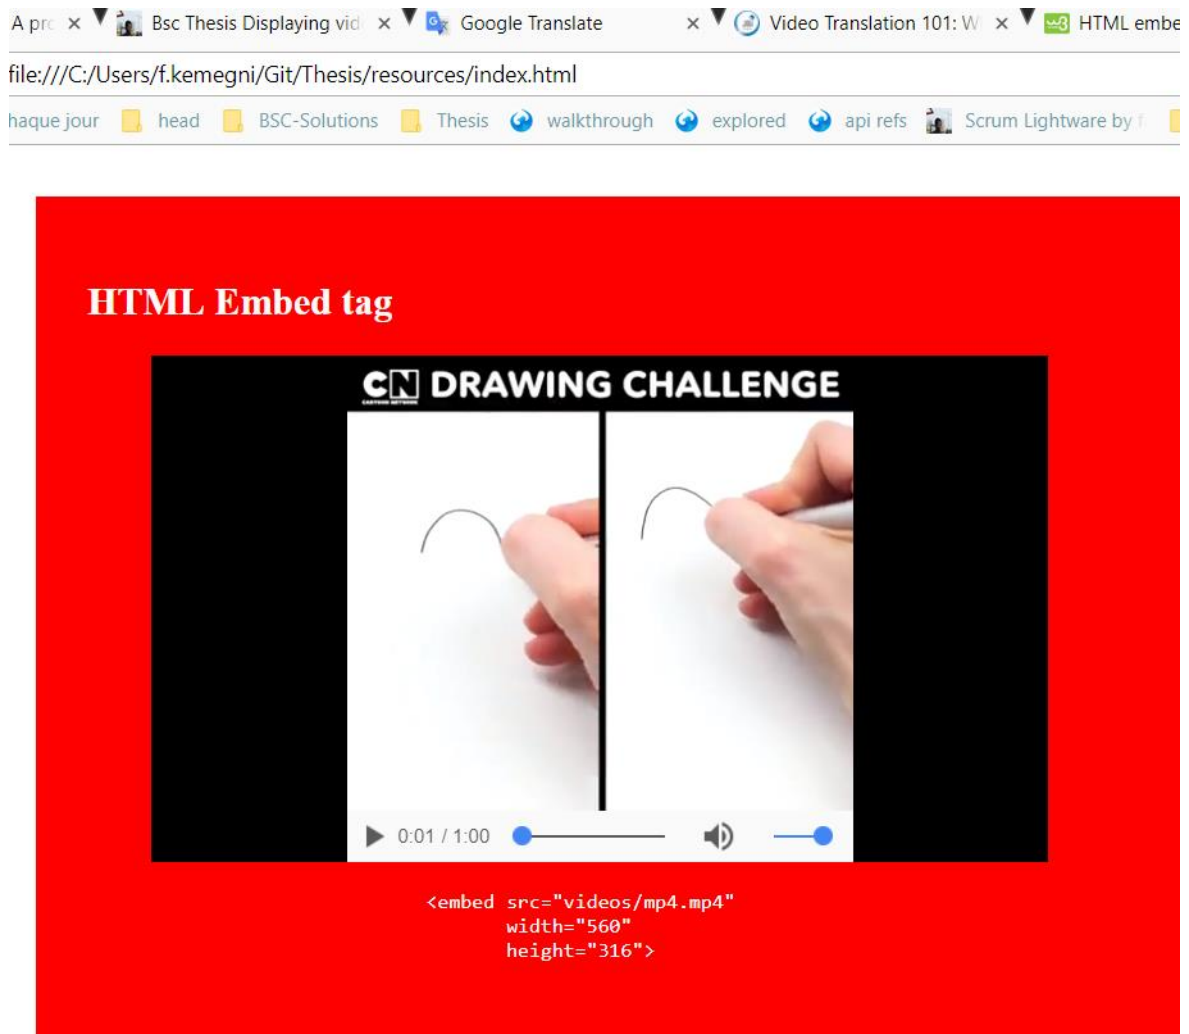 A pro Bsc Thesis Displaying vid Google Translate Video Translation 101: W HTML embe
file:///C:/Users/f.kemegni/Git/Thesis/resources/index.html
haque jour head BSC-Solutions Thesis walkthrough explored api refs Scrum Lightware by f
HTML Embed tag
CN DRAWING CHALLENGE
CARTOON NETWORK
0:01 / 1:00
<embed src="videos/mp4.mp4"
width="560"
height="316">